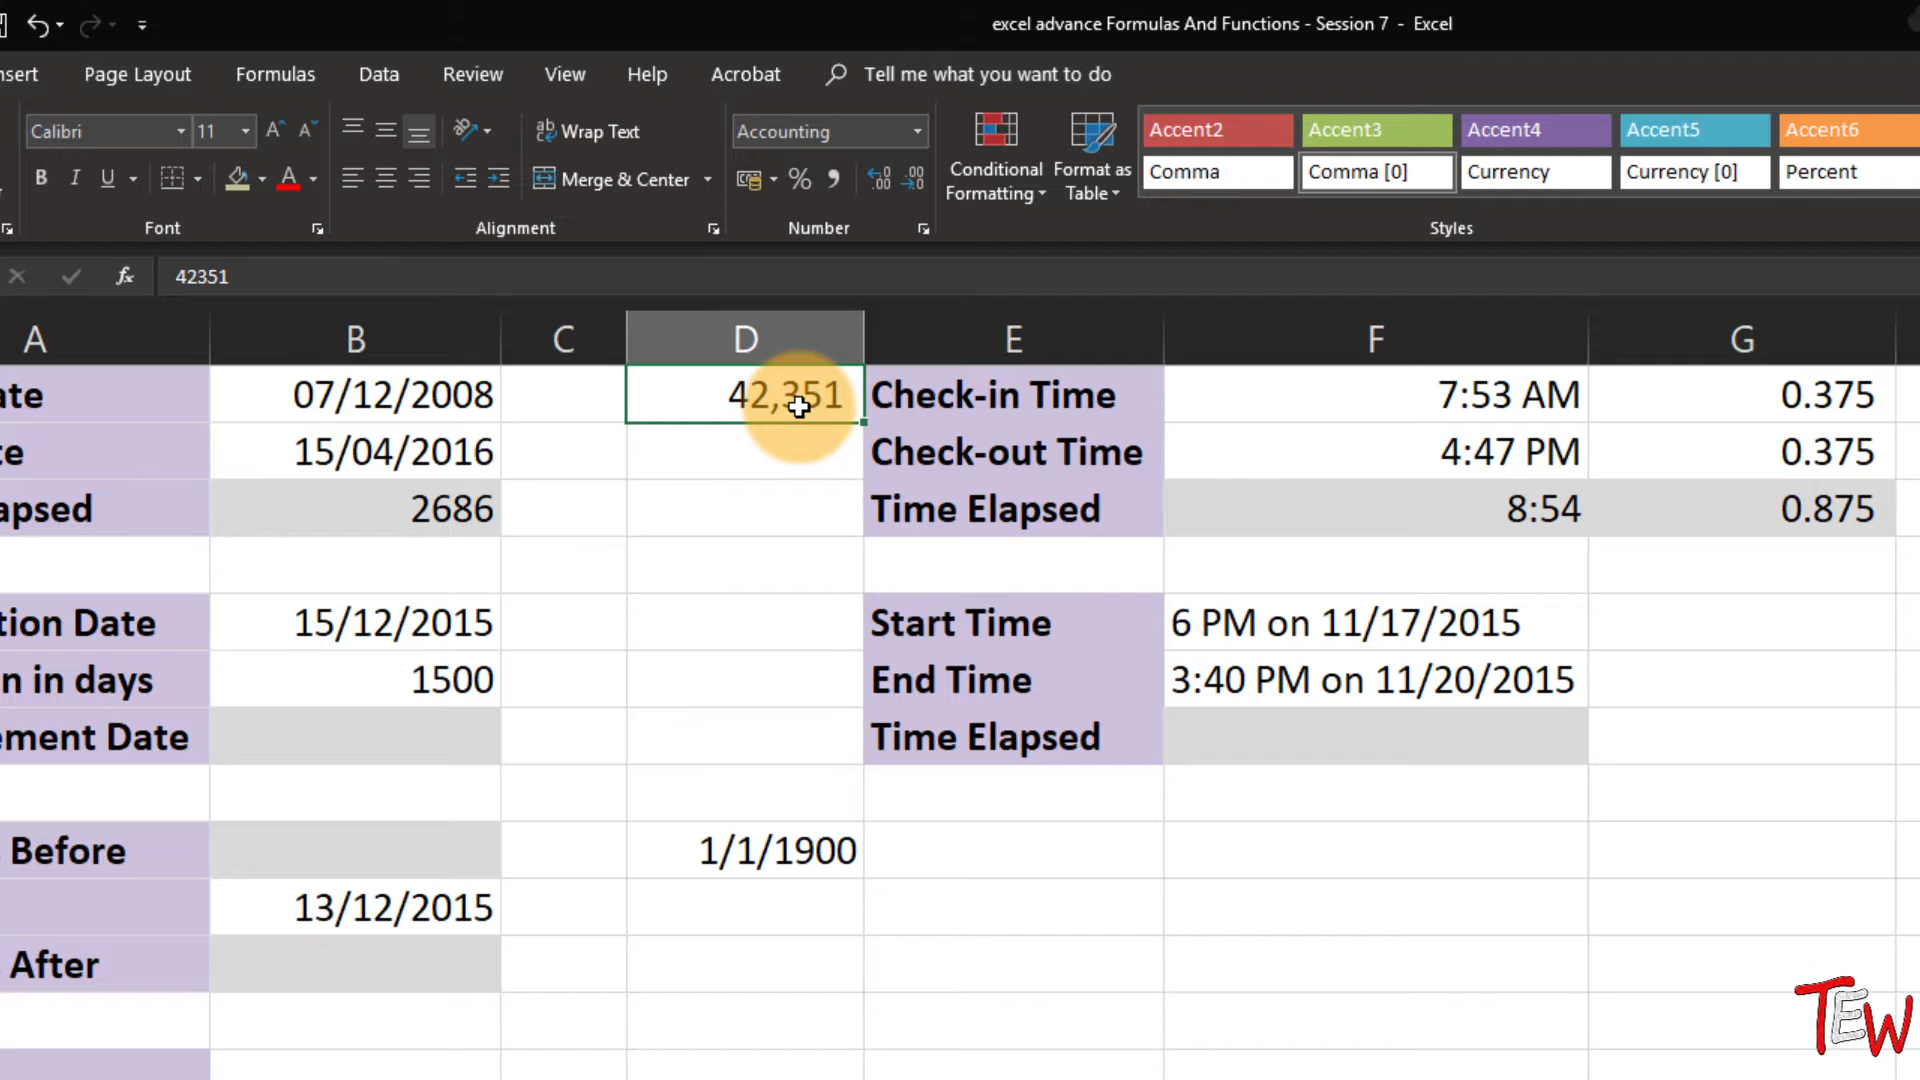 excel advance Formulas And Functions - Session 7 - Excel
nsert Page Layout Formulas Data Review View Help Acrobat Tell me what you want to do
Calibri 11 A A ab Wrap Text Accounting Conditional Formatting Format as Table Accent2 Accent3 Accent4 Accent5 Accent6
B I U A Merge & Center % , .00 .00 Comma Comma [0] Currency Currency [0] Percent
Font Alignment Number Styles
fx 42351
A B C D E F G
ate 07/12/2008 42,351 Check-in Time 7:53 AM 0.375
te 15/04/2016 Check-out Time 4:47 PM 0.375
apsed 2686 Time Elapsed 8:54 0.875
tion Date 15/12/2015 Start Time 6 PM on 11/17/2015
n in days 1500 End Time 3:40 PM on 11/20/2015
ement Date Time Elapsed
s Before 1/1/1900
13/12/2015
s After
TEW